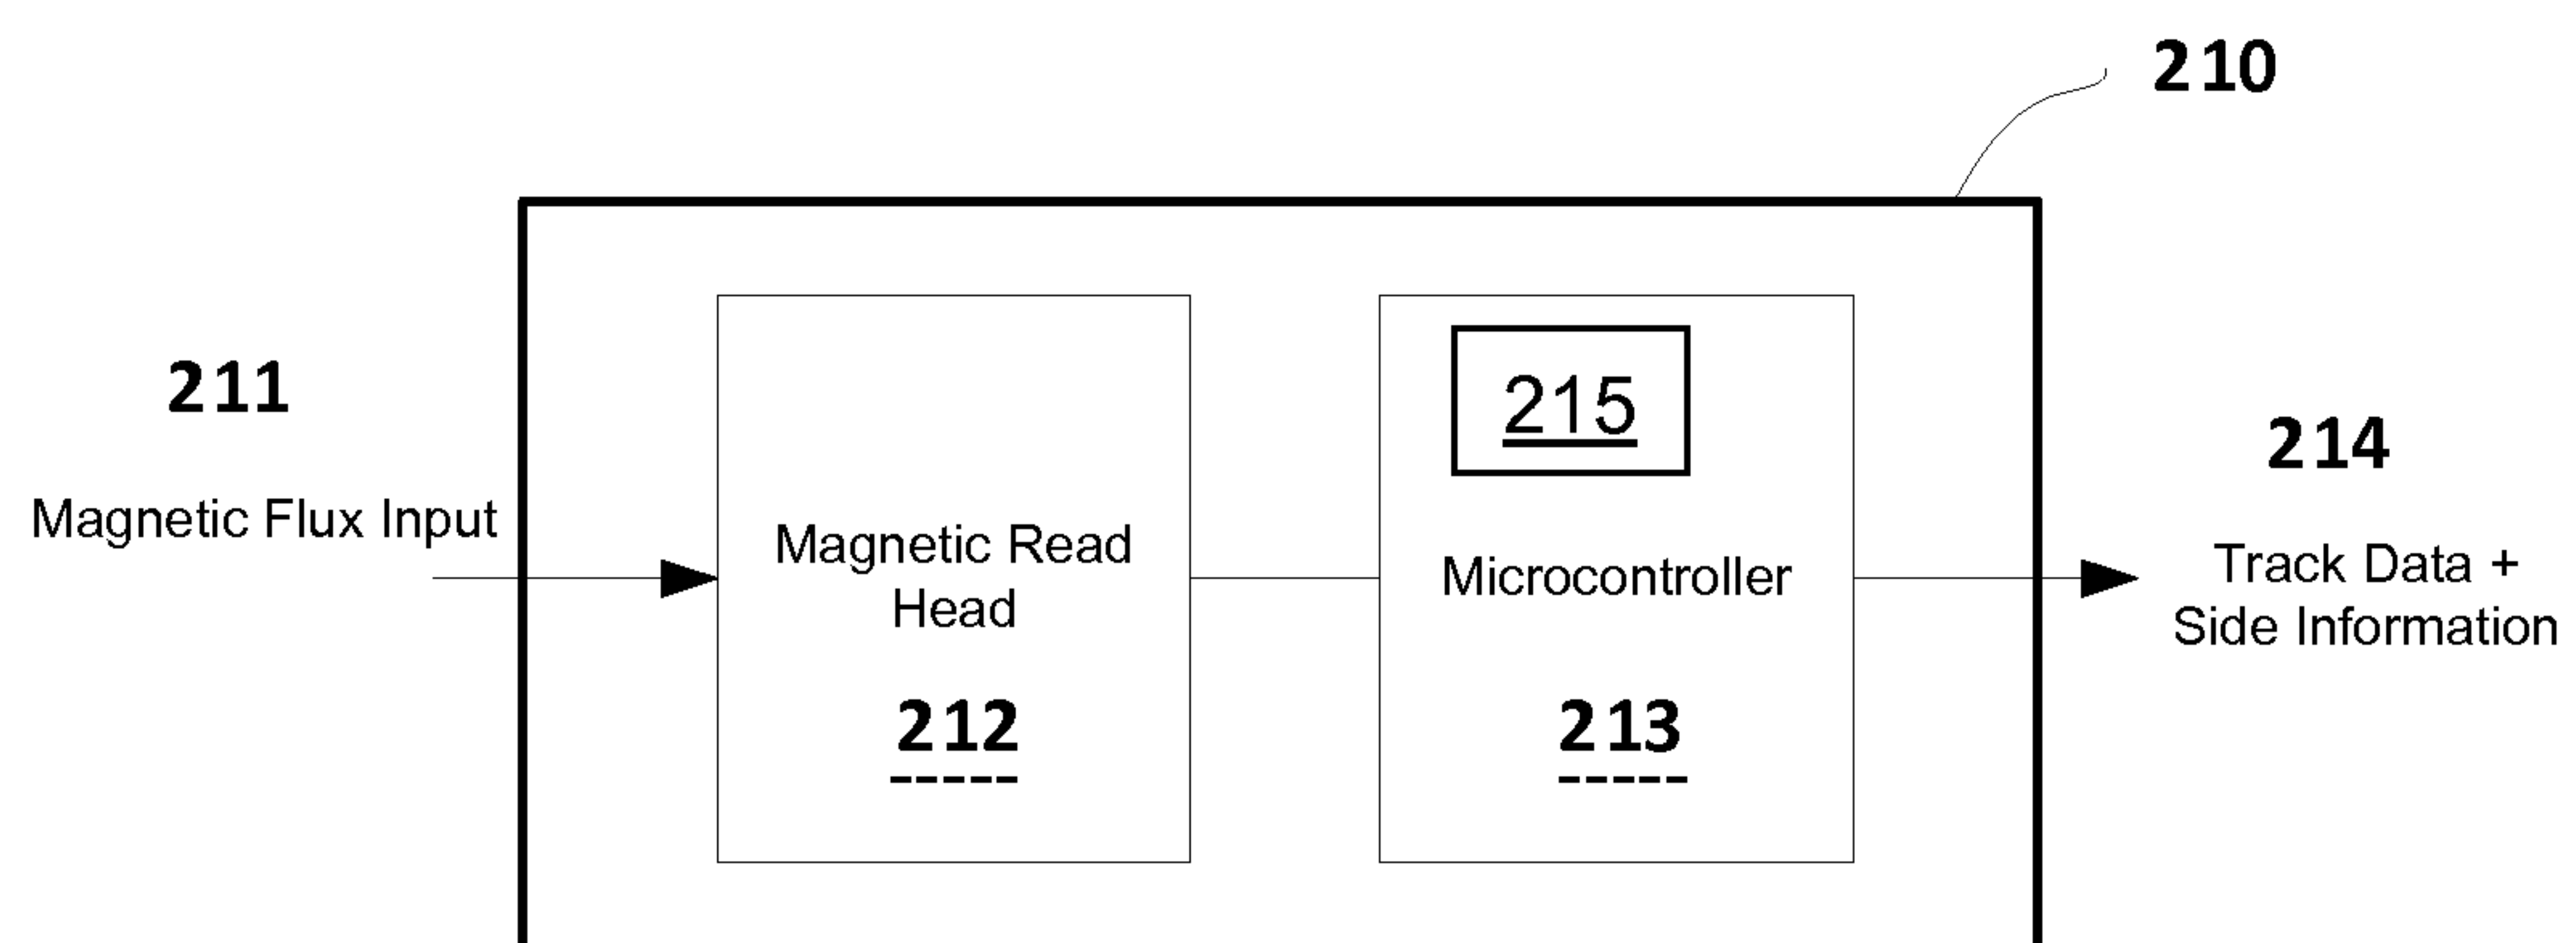 210
211
Magnetic Flux Input
Magnetic Read
Head
212
215
Microcontroller
213
214
Track Data +
Side Information